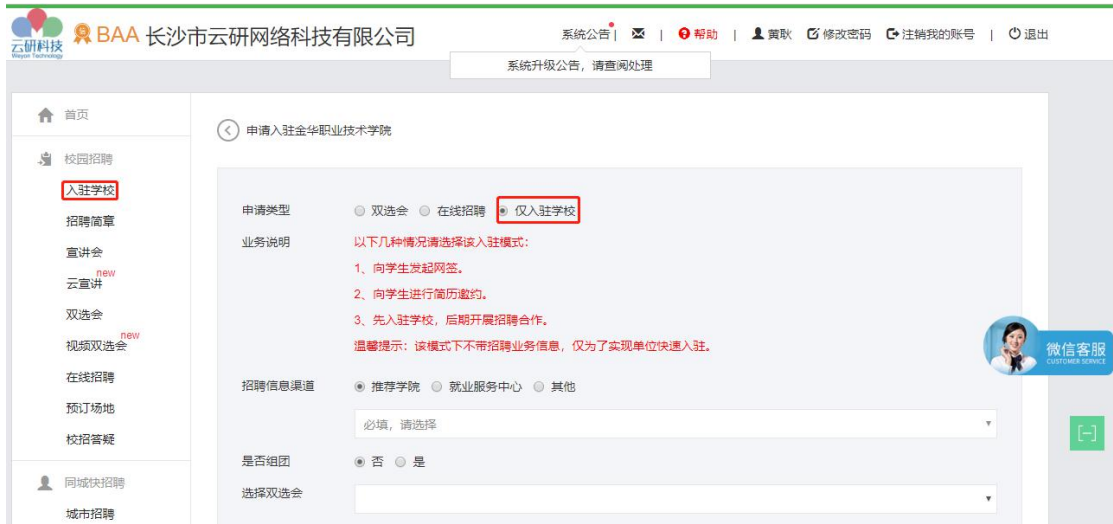 云研科技
Weyon Technology
BAA 长沙市云研网络科技有限公司
系统公告 | | 帮助 | 黄耿 修改密码 注销我的账号 | 退出
系统升级公告，请查阅处理
首页
校园招聘
入驻学校
招聘简章
宣讲会
云宣讲 new
双选会
视频双选会 new
在线招聘
预订场地
校招答疑
同城快招聘
城市招聘
申请入驻金华职业技术学院
申请类型 双选会 在线招聘 仅入驻学校
业务说明 以下几种情况请选择该入驻模式：
1、向学生发起网签。
2、向学生进行简历邀约。
3、先入驻学校，后期开展招聘合作。
温馨提示：该模式下不带招聘业务信息，仅为了实现单位快速入驻。
招聘信息渠道 推荐学院 就业服务中心 其他
必填，请选择
是否组团 否 是
选择双选会
微信客服
CUSTOMER SERVICE
[-]